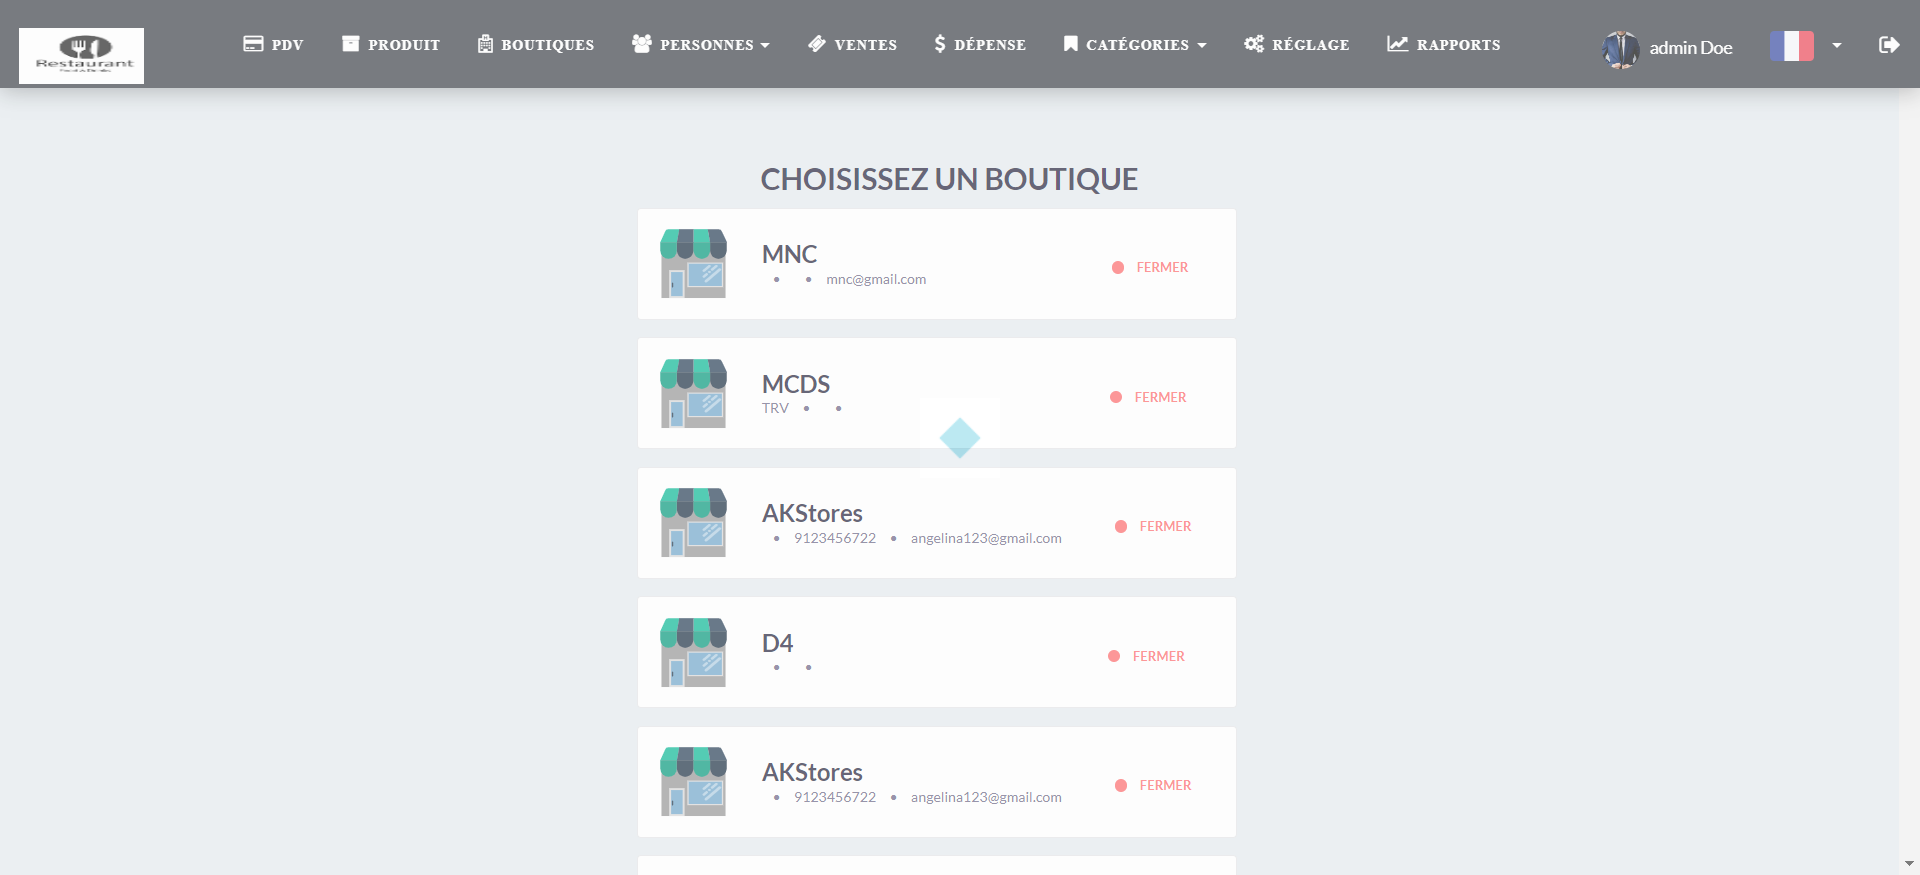 Restaurant
PDV
PRODUIT
BOUTIQUES
PERSONNES
VENTES
DÉPENSE
CATÉGORIES
RÉGLAGE
RAPPORTS
admin Doe
CHOISISSEZ UN BOUTIQUE
MNC
• • mnc@gmail.com
FERMER
MCDS
TRV • •
FERMER
AKStores
• 9123456722 • angelina123@gmail.com
FERMER
D4
• •
FERMER
AKStores
• 9123456722 • angelina123@gmail.com
FERMER